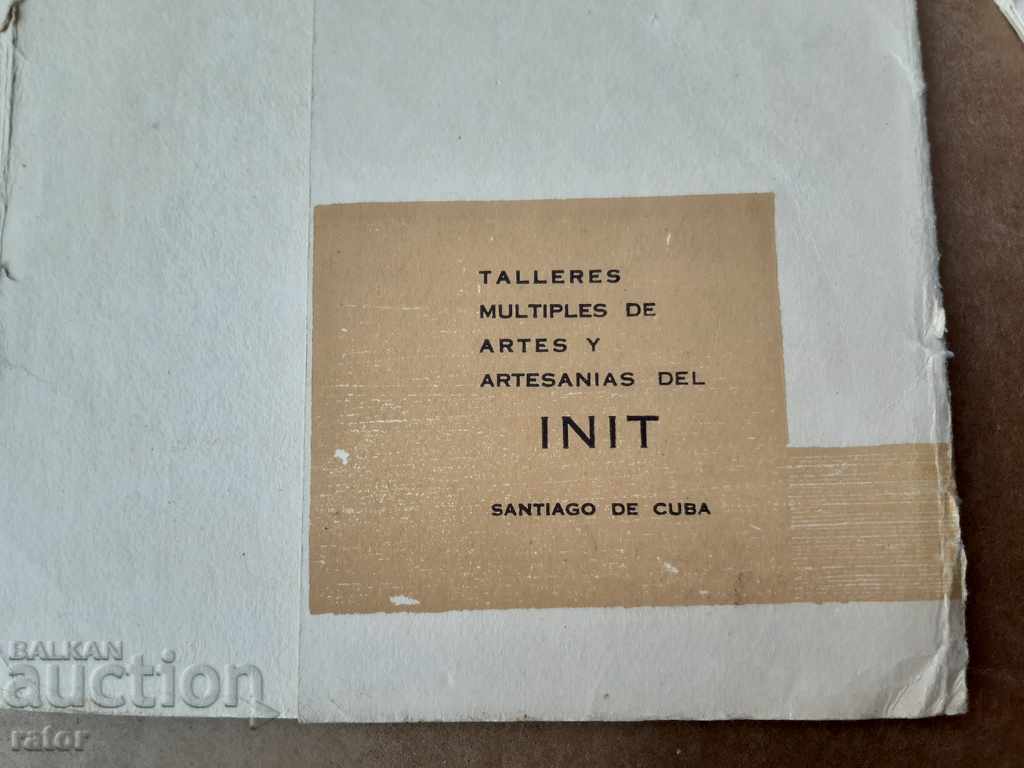 TALLERES
MULTIPLES DE
ARTES Y
ARTESANIAS DEL
INIT
SANTIAGO DE CUBA
BALKAN
auction
rator